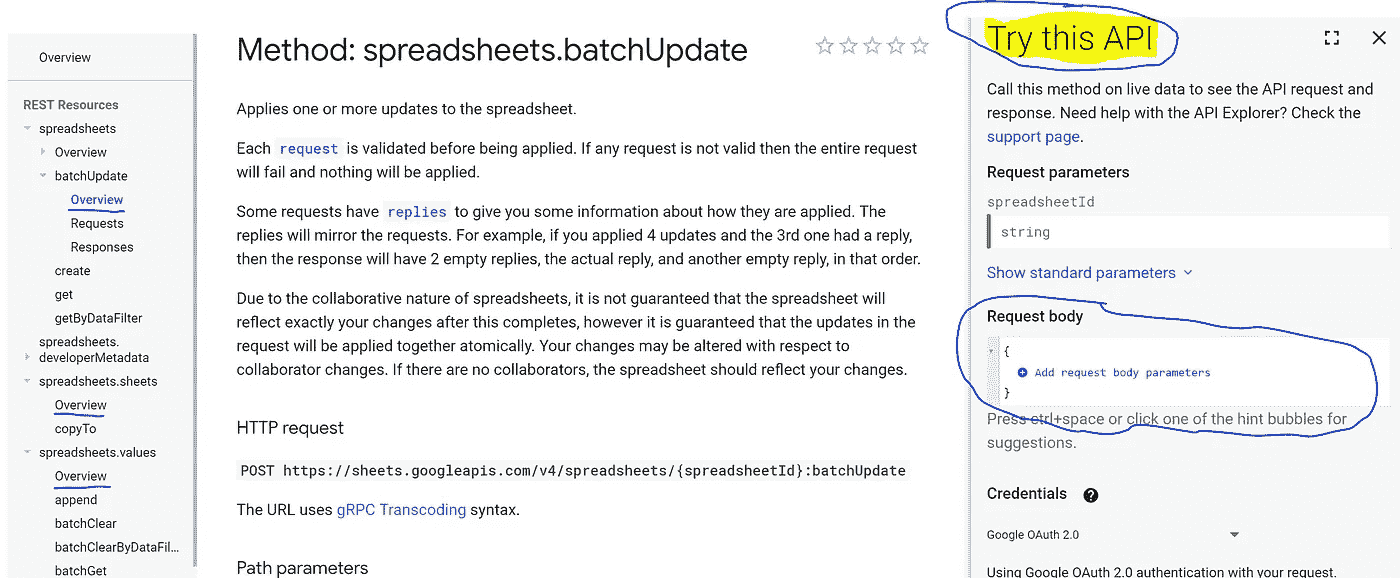 Overview
REST Resources
spreadsheets
Overview
batchUpdate
Overview
Requests
Responses
create
get
getByDataFilter
spreadsheets.
developerMetadata
spreadsheets.sheets
Overview
copyTo
spreadsheets.values
Overview
append
batchClear
batchClearByDataFil...
batchGet
Method: spreadsheets.batchUpdate
Applies one or more updates to the spreadsheet.
Each request is validated before being applied. If any request is not valid then the entire request
will fail and nothing will be applied.
Some requests have replies to give you some information about how they are applied. The
replies will mirror the requests. For example, if you applied 4 updates and the 3rd one had a reply,
then the response will have 2 empty replies, the actual reply, and another empty reply, in that order.
Due to the collaborative nature of spreadsheets, it is not guaranteed that the spreadsheet will
reflect exactly your changes after this completes, however it is guaranteed that the updates in the
request will be applied together atomically. Your changes may be altered with respect to
collaborator changes. If there are no collaborators, the spreadsheet should reflect your changes.
HTTP request
POST https://sheets.googleapis.com/v4/spreadsheets/{spreadsheetId}:batchUpdate
The URL uses gRPC Transcoding syntax.
Path parameters
Try this API
Call this method on live data to see the API request and
response. Need help with the API Explorer? Check the
support page.
Request parameters
spreadsheetId
string
Show standard parameters
Request body
{
Add request body parameters
}
Press ctrl+space or click one of the hint bubbles for
suggestions.
Credentials ?
Google OAuth 2.0
Using Google OAuth 2.0 authentication with your request.